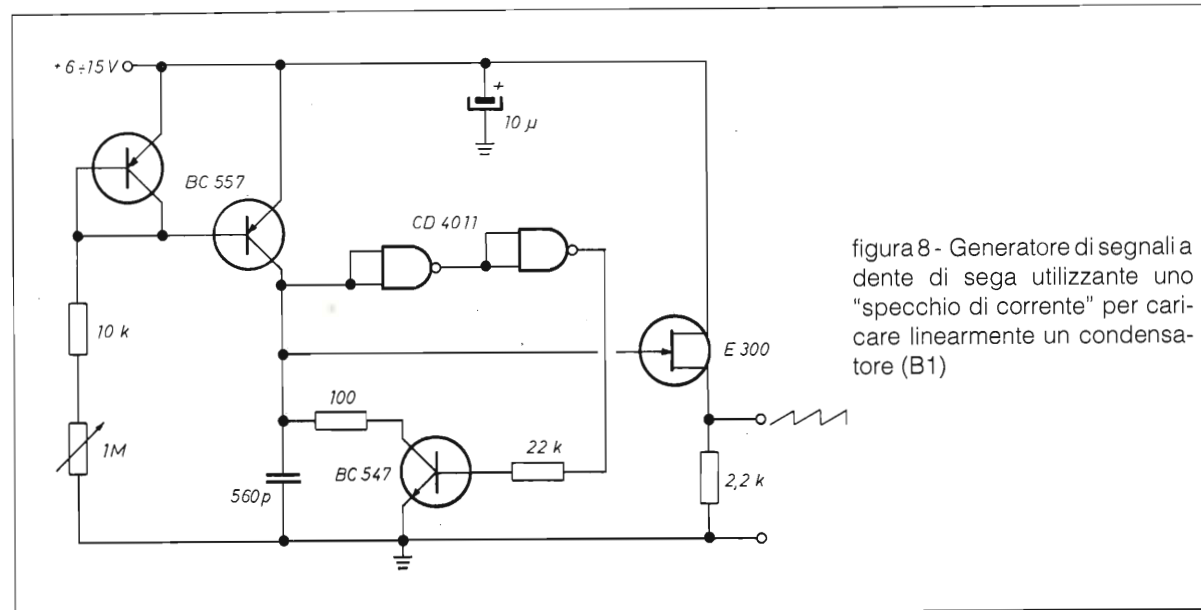 + 6÷15V
+
10 µ
BC 557
CD 4011
10 k
E 300
100
1M
BC 547
22 k
560p
2,2 k
figura 8 - Generatore di segnali a
dente di sega utilizzante uno
"specchio di corrente" per cari-
care linearmente un condensa-
tore (B1)